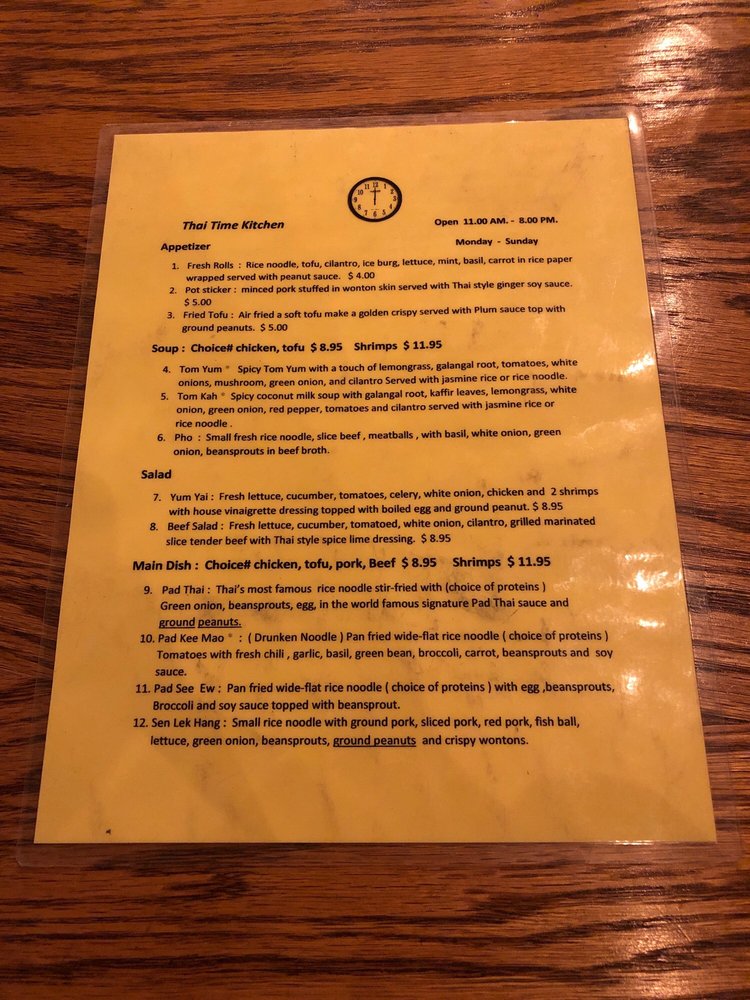 12
11 1
10 2
9 3
8 4
7 6 5
Thai Time Kitchen Open 11.00 AM. - 8.00 PM.
Monday - Sunday
Appetizer
1. Fresh Rolls : Rice noodle, tofu, cilantro, ice burg, lettuce, mint, basil, carrot in rice paper
wrapped served with peanut sauce. $ 4.00
2. Pot sticker : minced pork stuffed in wonton skin served with Thai style ginger soy sauce.
$ 5.00
3. Fried Tofu : Air fried a soft tofu make a golden crispy served with Plum sauce top with
ground peanuts. $ 5.00
Soup : Choice# chicken, tofu $ 8.95 Shrimps $ 11.95
4. Tom Yum * Spicy Tom Yum with a touch of lemongrass, galangal root, tomatoes, white
onions, mushroom, green onion, and cilantro Served with jasmine rice or rice noodle.
5. Tom Kah * Spicy coconut milk soup with galangal root, kaffir leaves, lemongrass, white
onion, green onion, red pepper, tomatoes and cilantro served with jasmine rice or
rice noodle .
6. Pho : Small fresh rice noodle, slice beef , meatballs , with basil, white onion, green
onion, beansprouts in beef broth.
Salad
7. Yum Yai : Fresh lettuce, cucumber, tomatoes, celery, white onion, chicken and 2 shrimps
with house vinaigrette dressing topped with boiled egg and ground peanut. $ 8.95
8. Beef Salad : Fresh lettuce, cucumber, tomatoed, white onion, cilantro, grilled marinated
slice tender beef with Thai style spice lime dressing. $ 8.95
Main Dish : Choice# chicken, tofu, pork, Beef $ 8.95 Shrimps $ 11.95
9. Pad Thai : Thai's most famous rice noodle stir-fried with (choice of proteins )
Green onion, beansprouts, egg, in the world famous signature Pad Thai sauce and
ground peanuts.
10. Pad Kee Mao * : ( Drunken Noodle ) Pan fried wide-flat rice noodle ( choice of proteins )
Tomatoes with fresh chili , garlic, basil, green bean, broccoli, carrot, beansprouts and soy
sauce.
11. Pad See Ew : Pan fried wide-flat rice noodle ( choice of proteins ) with egg ,beansprouts,
Broccoli and soy sauce topped with beansprout.
12. Sen Lek Hang : Small rice noodle with ground pork, sliced pork, red pork, fish ball,
lettuce, green onion, beansprouts, ground peanuts and crispy wontons.